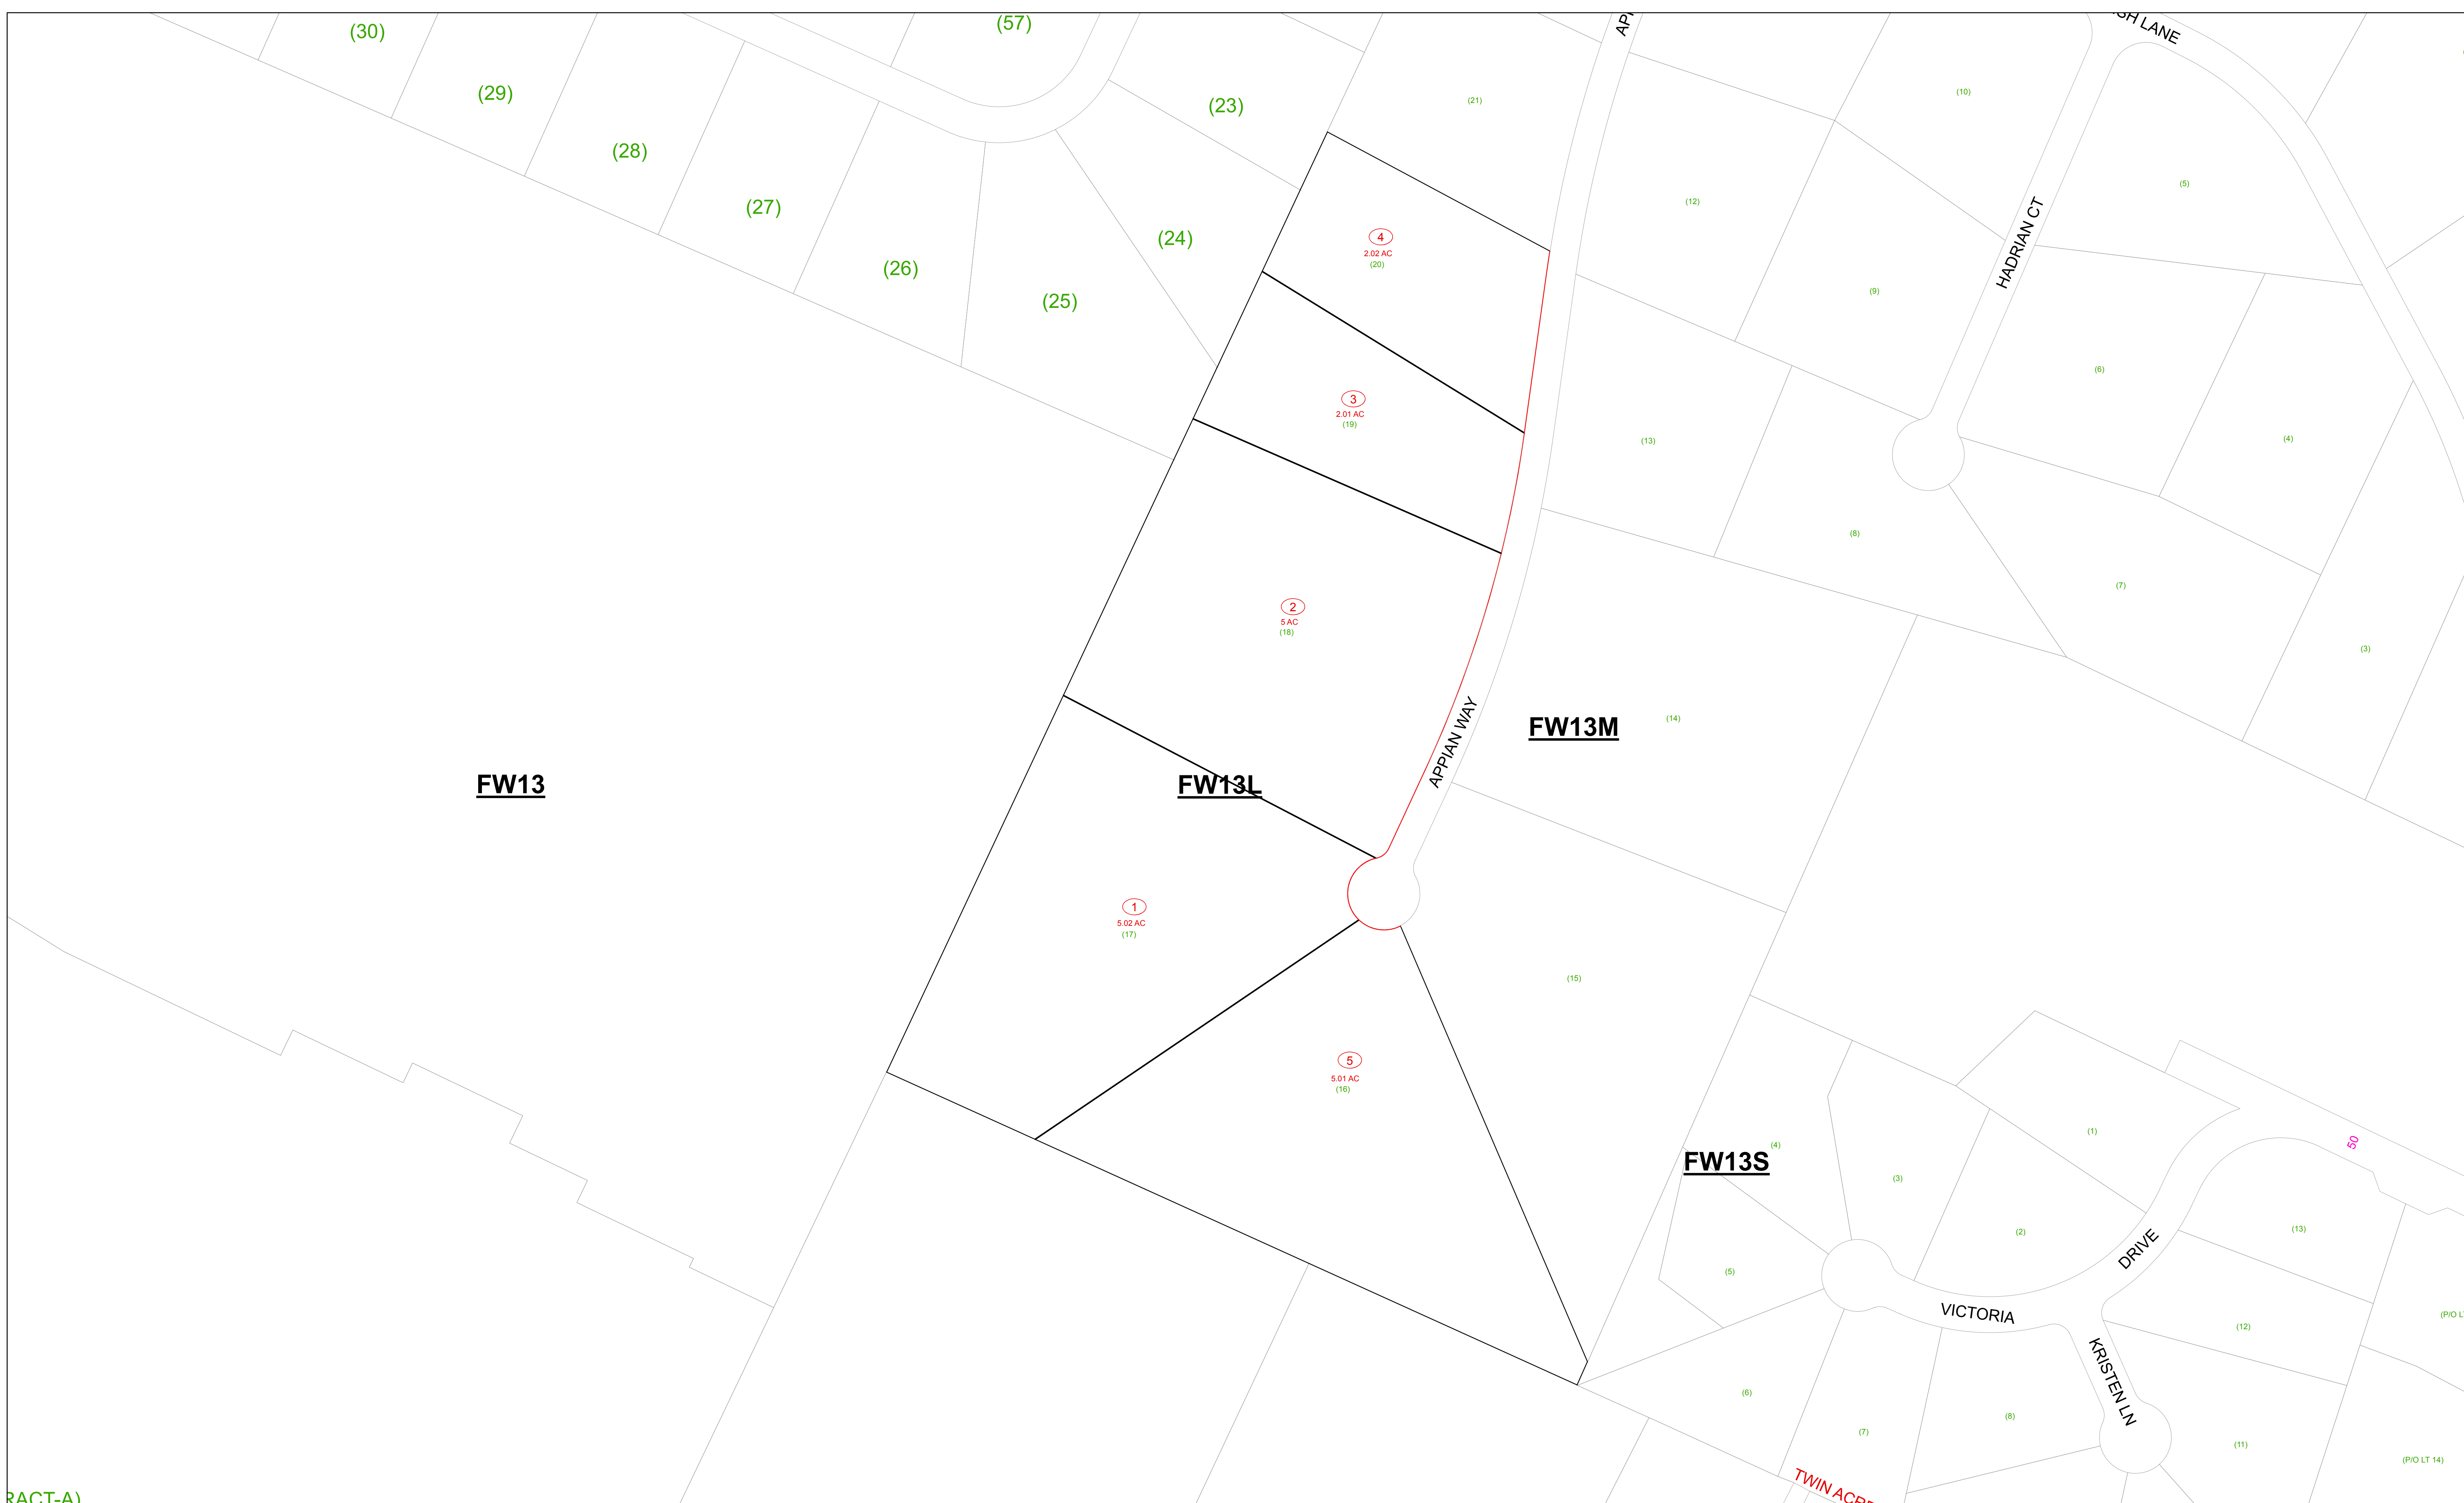 (30)
(57)
(29)
(23)
(21)
(10)
LANE
(28)
(5)
(12)
(27)
(24)
4
2.02 AC
(20)
HADRIAN CT
(26)
(25)
(9)
(6)
3
2.01 AC
(19)
(13)
(4)
(8)
(7)
2
5 AC
(18)
(3)
FW13M
(14)
APPIAN WAY
FW13
FW13L
1
5.02 AC
(17)
(15)
5
5.01 AC
(16)
(1)
50
(4)
FW13S
(3)
(2)
(13)
DRIVE
(5)
VICTORIA
(12)
(P/O
KRISTEN LN
(6)
(8)
(7)
(11)
(P/O LT 14)
TWIN
RACT-A)